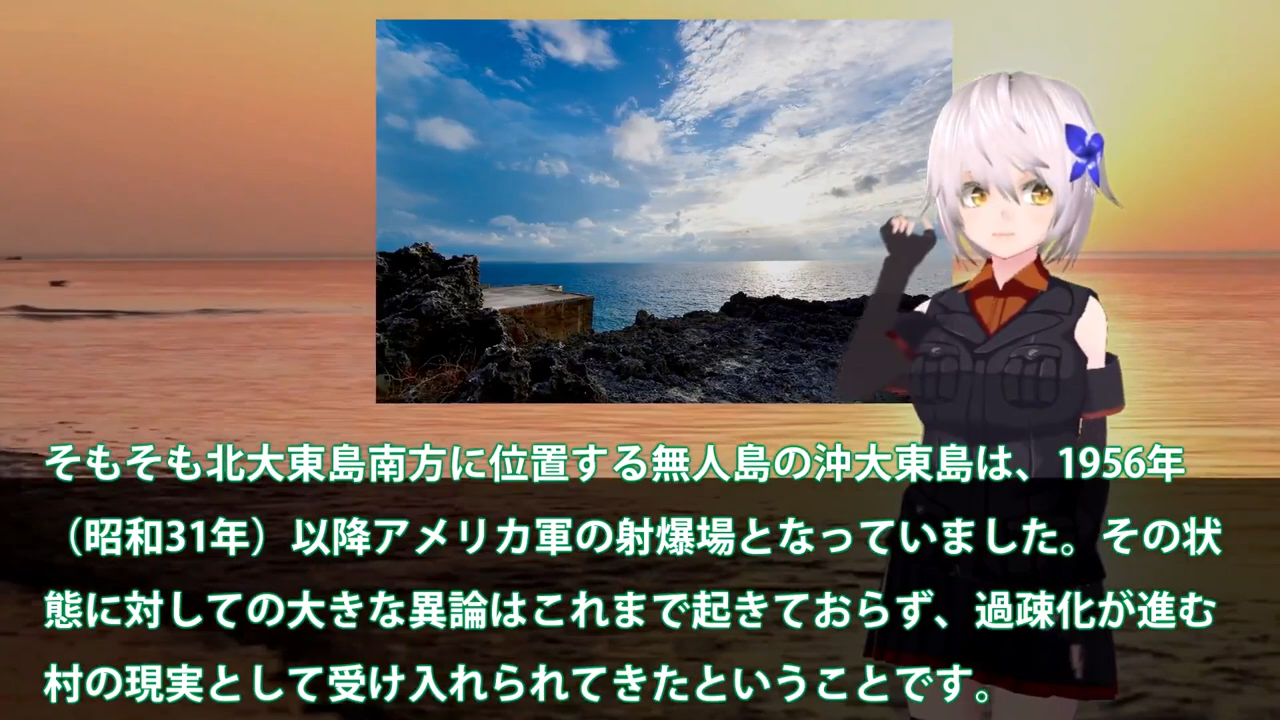 そもそも北大東島南方に位置する無人島の沖大東島は、1956年
（昭和31年）以降アメリカ軍の射爆場となっていました。その状
態に対しての大きな異論はこれまで起きておらず、過疎化が進む
村の現実として受け入れられてきたということです。